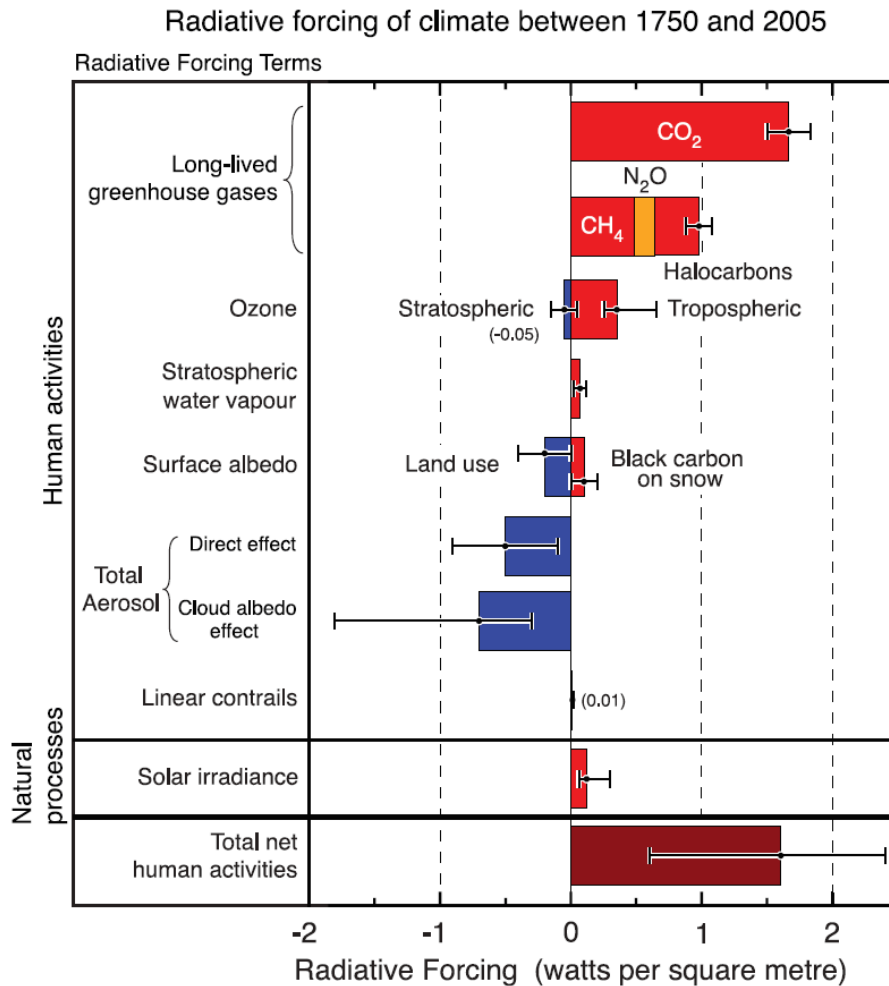 Radiative forcing of climate between 1750 and 2005
Radiative Forcing Terms
CO₂
Long-lived
greenhouse gases
N₂O
CH₄
Halocarbons
Ozone
Stratospheric
(-0.05)
Tropospheric
Human activities
Stratospheric
water vapour
Surface albedo
Land use
Black carbon
on snow
Total
Aerosol
Direct effect
Cloud albedo
effect
Linear contrails
(0.01)
Natural
processes
Solar irradiance
Total net
human activities
-2 -1 0 1 2
Radiative Forcing (watts per square metre)